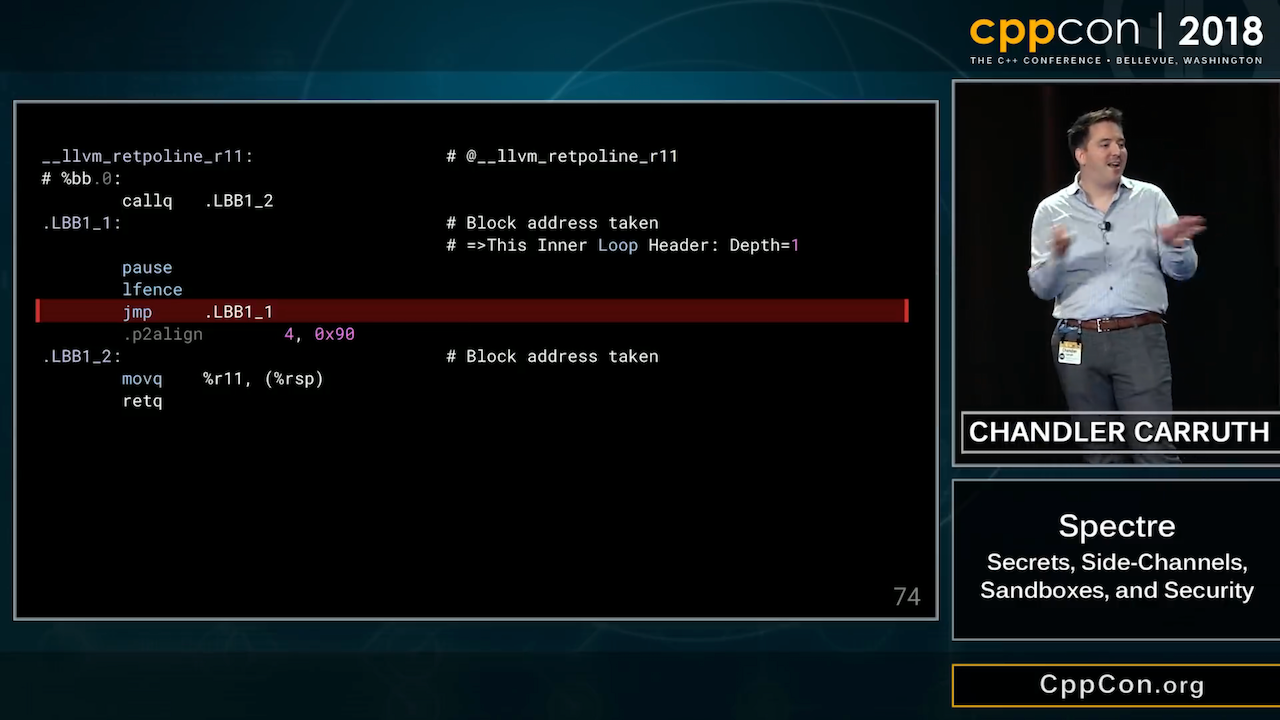 cppcon | 2018
THE C++ CONFERENCE • BELLEVUE, WASHINGTON
__llvm_retpoline_r11: # @__llvm_retpoline_r11
# %bb.0:
callq .LBB1_2
.LBB1_1: # Block address taken
# =>This Inner Loop Header: Depth=1
pause
lfence
jmp .LBB1_1
.p2align 4, 0x90
.LBB1_2: # Block address taken
movq %r11, (%rsp)
retq
74
CHANDLER CARRUTH
Spectre
Secrets, Side-Channels,
Sandboxes, and Security
CppCon.org